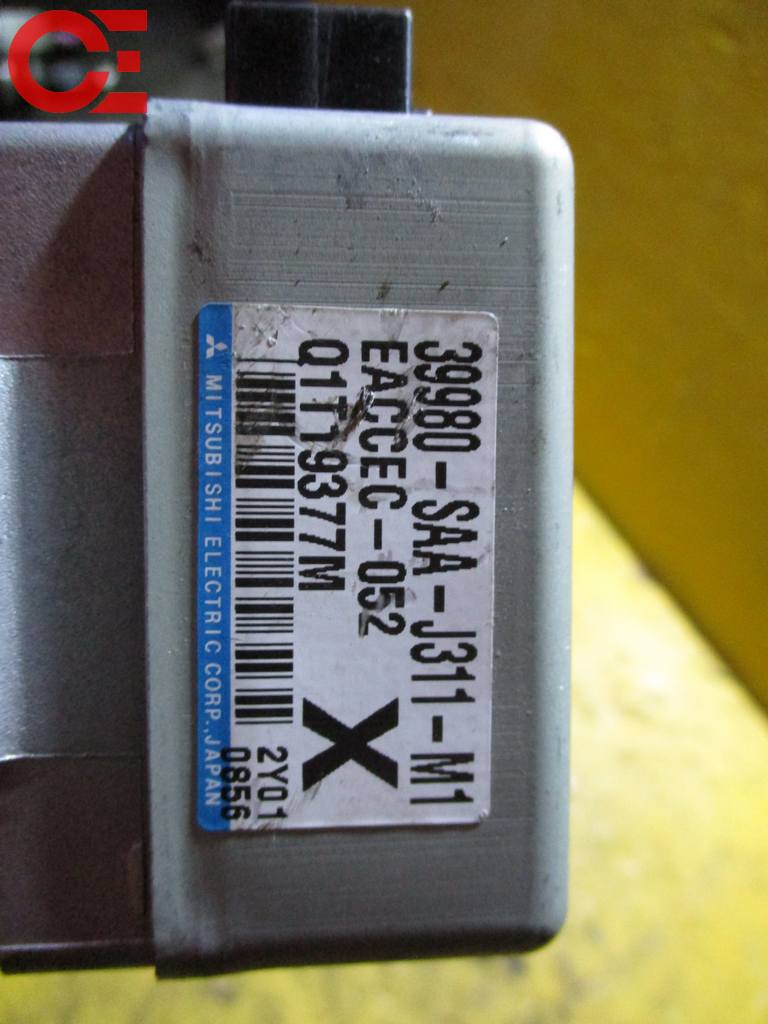 CE
39980-SAA-J311-M1
EACCEC-052
Q1T19377M
X
2Y01
0856
MITSUBISHI ELECTRIC CORP., JAPAN